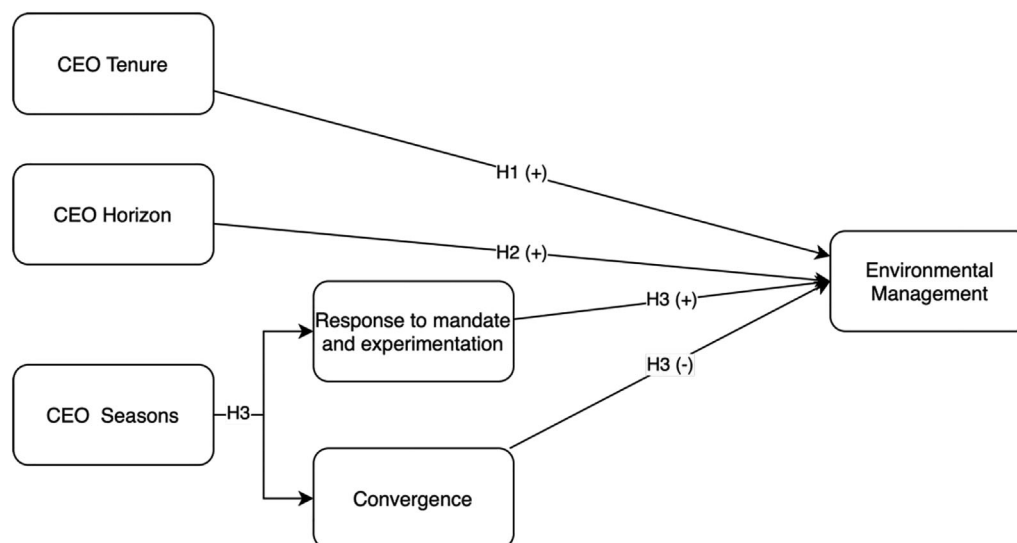 CEO Tenure
H1 (+)
CEO Horizon
H2 (+)
Environmental
Management
Response to mandate
and experimentation
H3 (+)
H3 (-)
CEO  Seasons
H3
Convergence